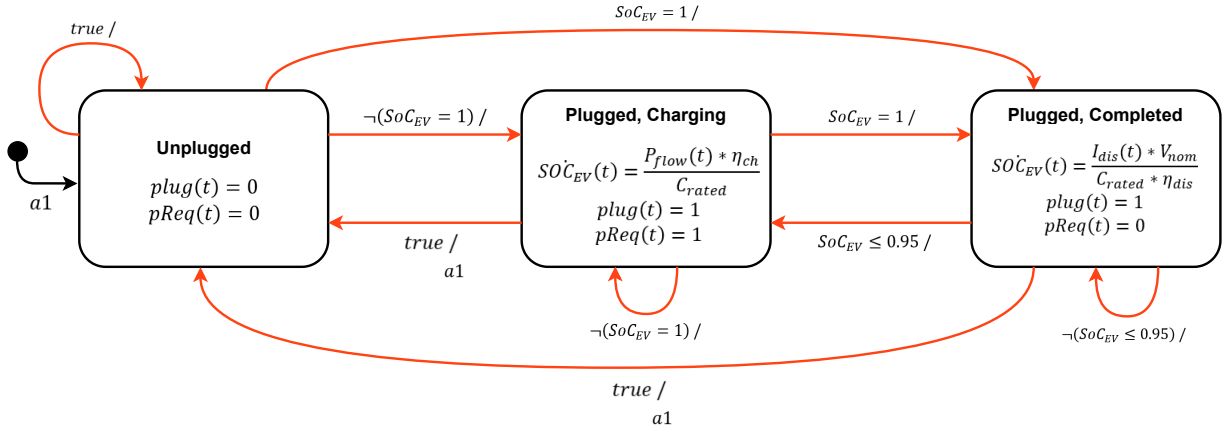 SoC_EV = 1 /
true /
a1
Unplugged
plug(t) = 0
pReq(t) = 0
¬(SoC_EV = 1) /
true /
a1
Plugged, Charging
SOĊ_EV(t) = P_flow(t) * η_ch / C_rated
plug(t) = 1
pReq(t) = 1
¬(SoC_EV = 1) /
SoC_EV = 1 /
SoC_EV ≤ 0.95 /
Plugged, Completed
SOĊ_EV(t) = I_dis(t) * V_nom / C_rated * η_dis
plug(t) = 1
pReq(t) = 0
¬(SoC_EV ≤ 0.95) /
true /
a1